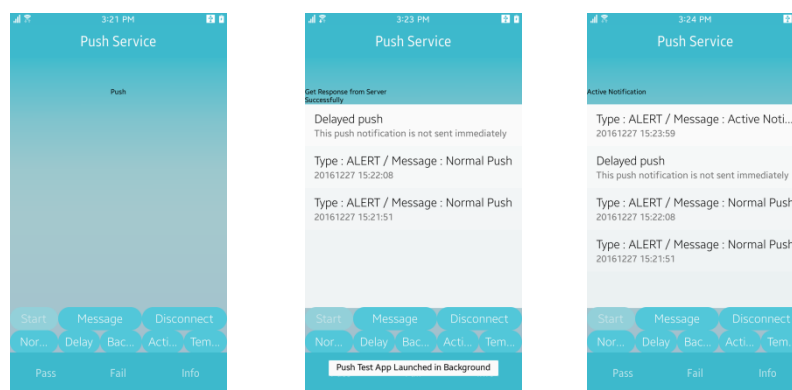 3:21 PM
Push Service
Push
Start Message Disconnect
Nor... Delay Bac... Acti... Tem...
Pass Fail Info
3:23 PM
Push Service
Get Response from Server
Successfully
Delayed push
This push notification is not sent immediately
Type : ALERT / Message : Normal Push
20161227 15:22:08
Type : ALERT / Message : Normal Push
20161227 15:21:51
Start Message Disconnect
Nor... Delay Bac... Acti... Tem...
Push Test App Launched in Background
3:24 PM
Push Service
Active Notification
Type : ALERT / Message : Active Noti...
20161227 15:23:59
Delayed push
This push notification is not sent immediately
Type : ALERT / Message : Normal Push
20161227 15:22:08
Type : ALERT / Message : Normal Push
20161227 15:21:51
Start Message Disconnect
Nor... Delay Bac... Acti... Tem...
Pass Fail Info